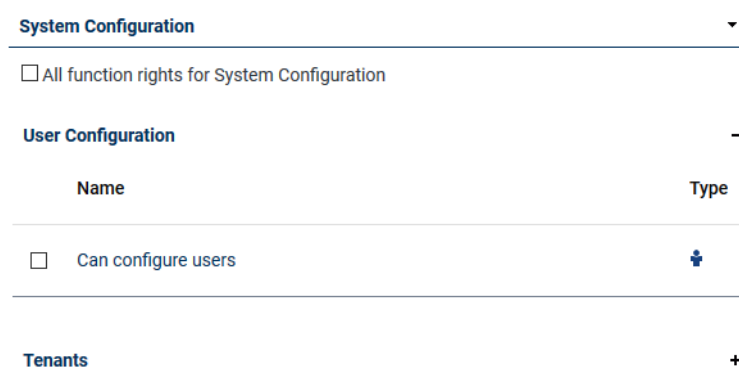 System Configuration
All function rights for System Configuration
User Configuration
Name Type
Can configure users
Tenants